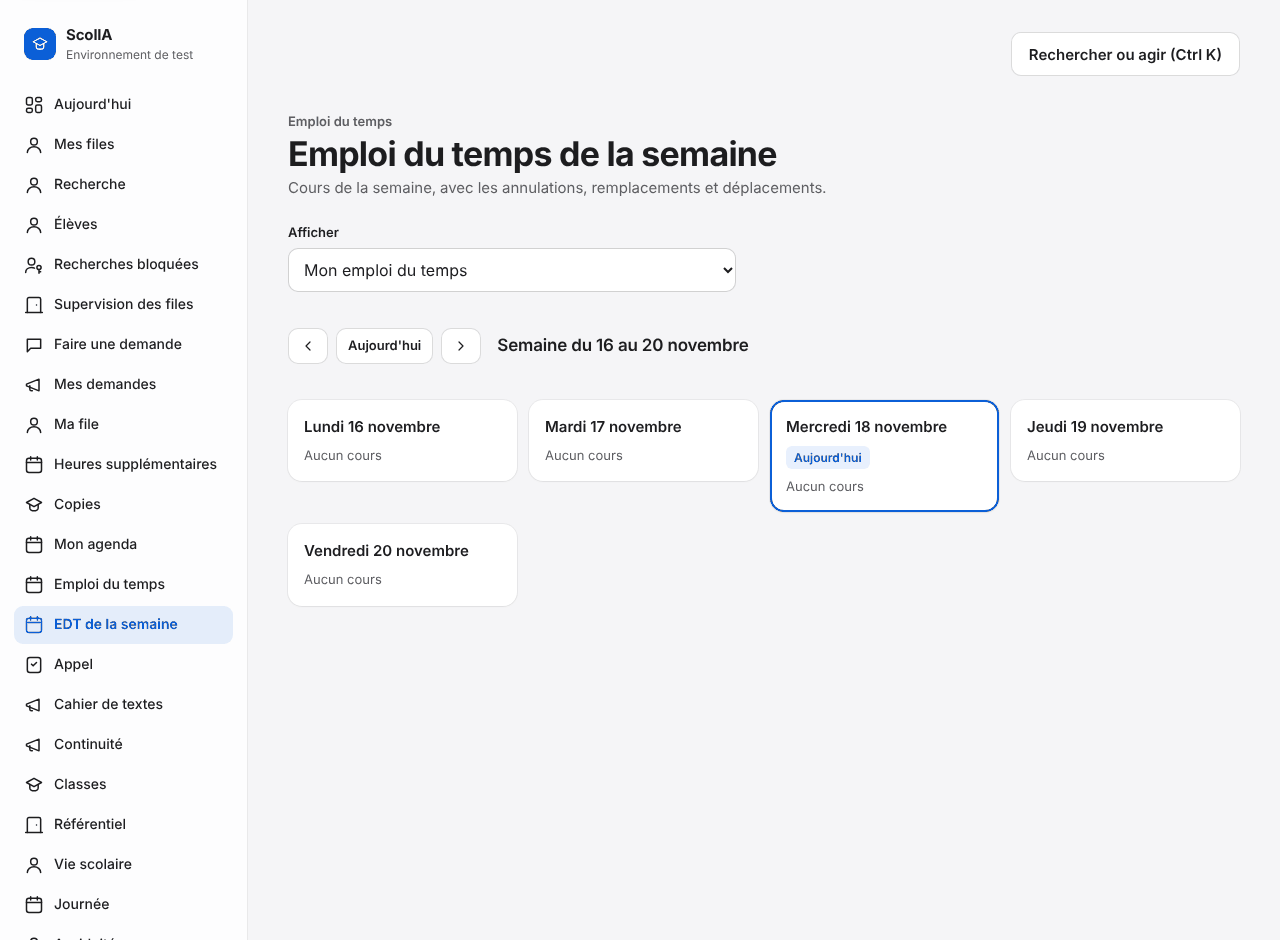 ScolIA
Environnement de test
Aujourd'hui
Mes files
Recherche
Élèves
Recherches bloquées
Supervision des files
Faire une demande
Mes demandes
Ma file
Heures supplémentaires
Copies
Mon agenda
Emploi du temps
EDT de la semaine
Appel
Cahier de textes
Continuité
Classes
Référentiel
Vie scolaire
Journée
Rechercher ou agir (Ctrl K)
Emploi du temps
Emploi du temps de la semaine
Cours de la semaine, avec les annulations, remplacements et déplacements.
Afficher
Mon emploi du temps
Aujourd'hui
Semaine du 16 au 20 novembre
Lundi 16 novembre
Aucun cours
Mardi 17 novembre
Aucun cours
Mercredi 18 novembre
Aujourd'hui
Aucun cours
Jeudi 19 novembre
Aucun cours
Vendredi 20 novembre
Aucun cours